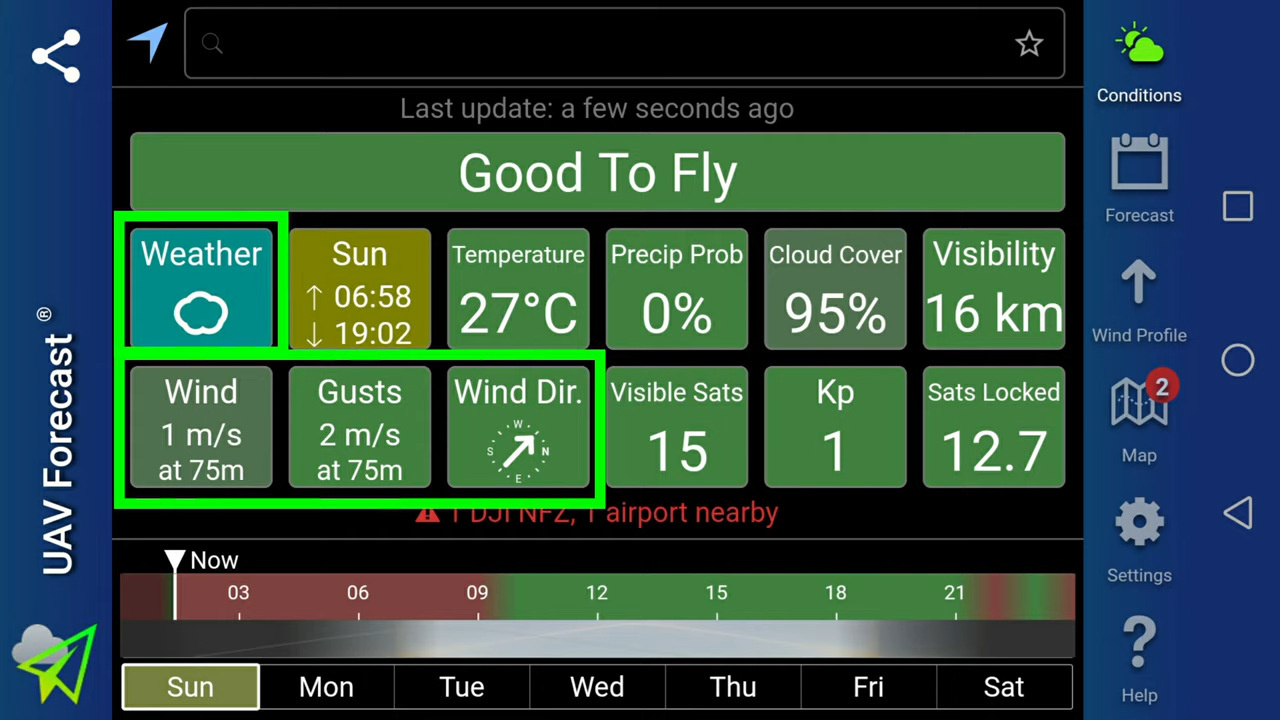 UAV Forecast®
Last update: a few seconds ago
Good To Fly
Weather
Sun
↑ 06:58
↓ 19:02
Temperature
27°C
Precip Prob
0%
Cloud Cover
95%
Visibility
16 km
Wind
1 m/s
at 75m
Gusts
2 m/s
at 75m
Wind Dir.
W
S N
E
Visible Sats
15
Kp
1
Sats Locked
12.7
1 DJI NFZ, 1 airport nearby
Now
03 06 09 12 15 18 21
Sun Mon Tue Wed Thu Fri Sat
Conditions
Forecast
Wind Profile
2
Map
Settings
?
Help